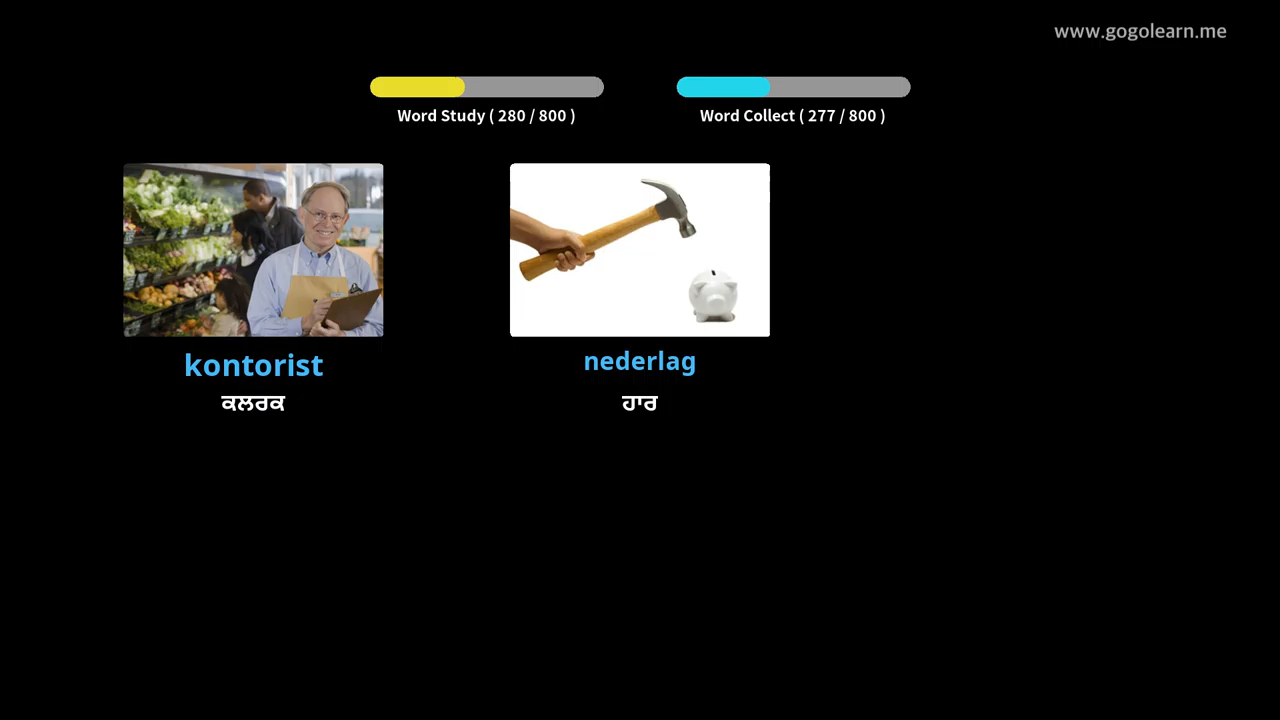 www.gogolearn.me
Word Study ( 280 / 800 )
Word Collect ( 277 / 800 )
kontorist
nederlag
ਕਲਰਕ
ਹਾਰ